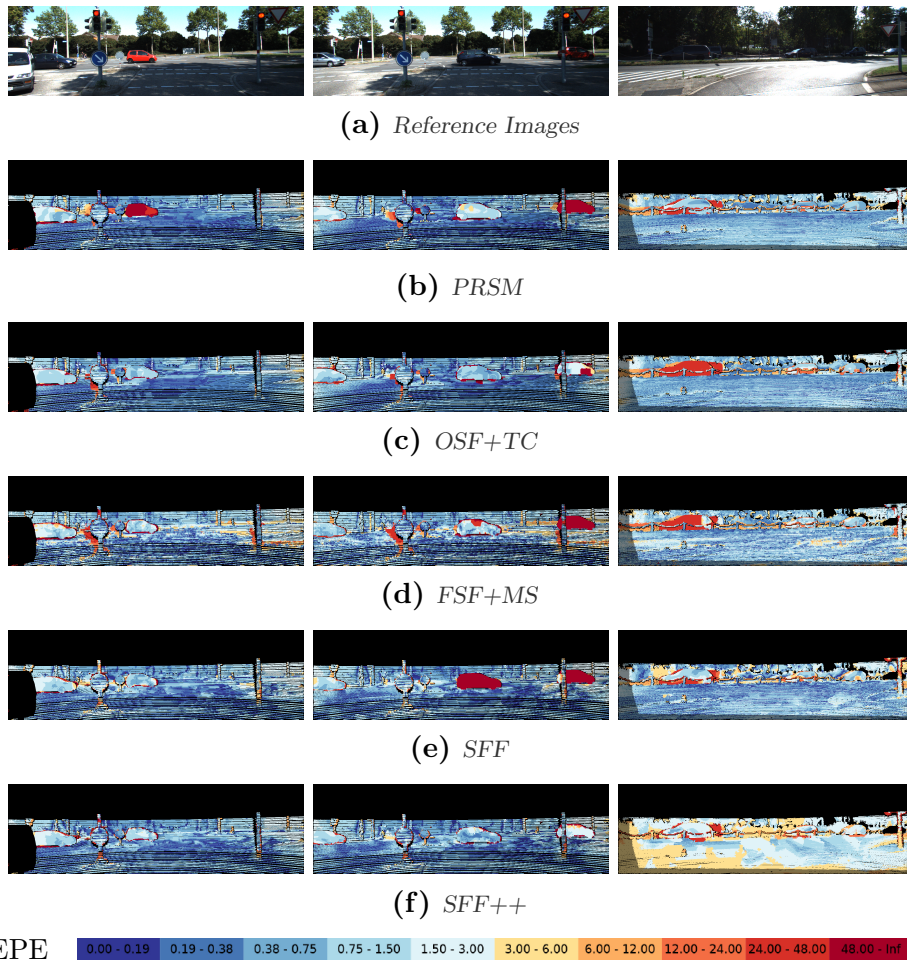 (a) Reference Images
(b) PRSM
(c) OSF+TC
(d) FSF+MS
(e) SFF
(f) SFF++
EPE 0.00 - 0.19 0.19 - 0.38 0.38 - 0.75 0.75 - 1.50 1.50 - 3.00 3.00 - 6.00 6.00 - 12.00 12.00 - 24.00 24.00 - 48.00 48.00 - Inf